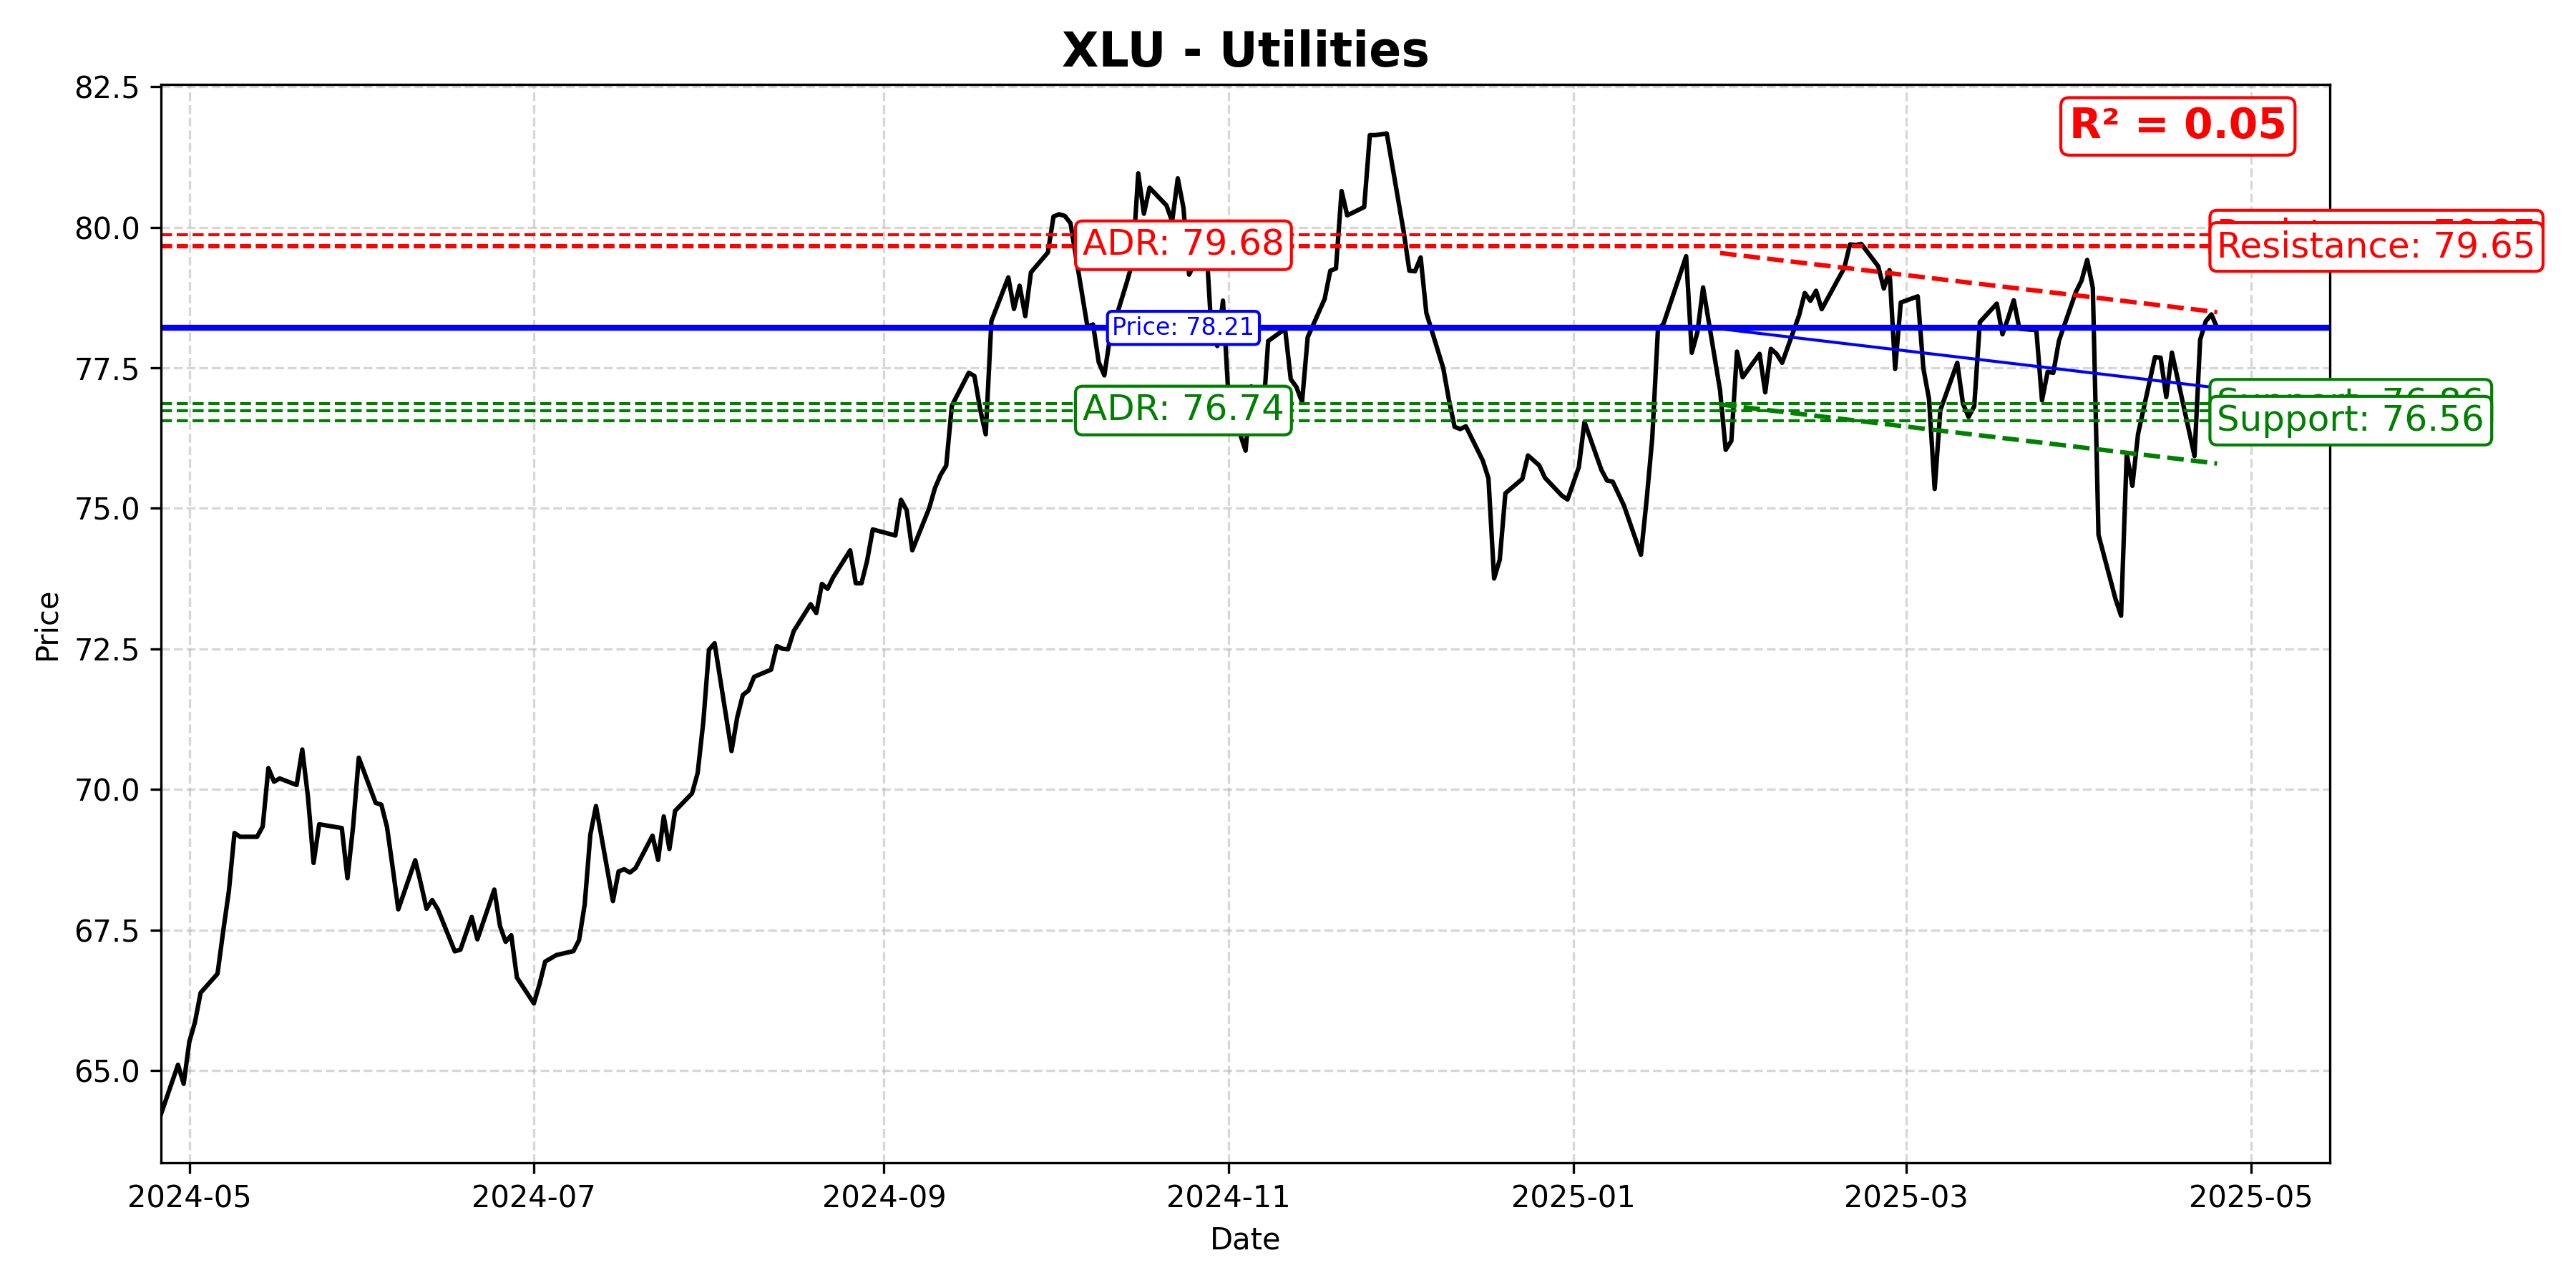 XLU - Utilities
82.5
80.0
77.5
75.0
72.5
70.0
67.5
65.0
Price
R² = 0.05
ADR: 79.68
Resistance: 79.65
Price: 78.21
ADR: 76.74
Support: 76.56
2024-05
2024-07
2024-09
2024-11
2025-01
2025-03
2025-05
Date